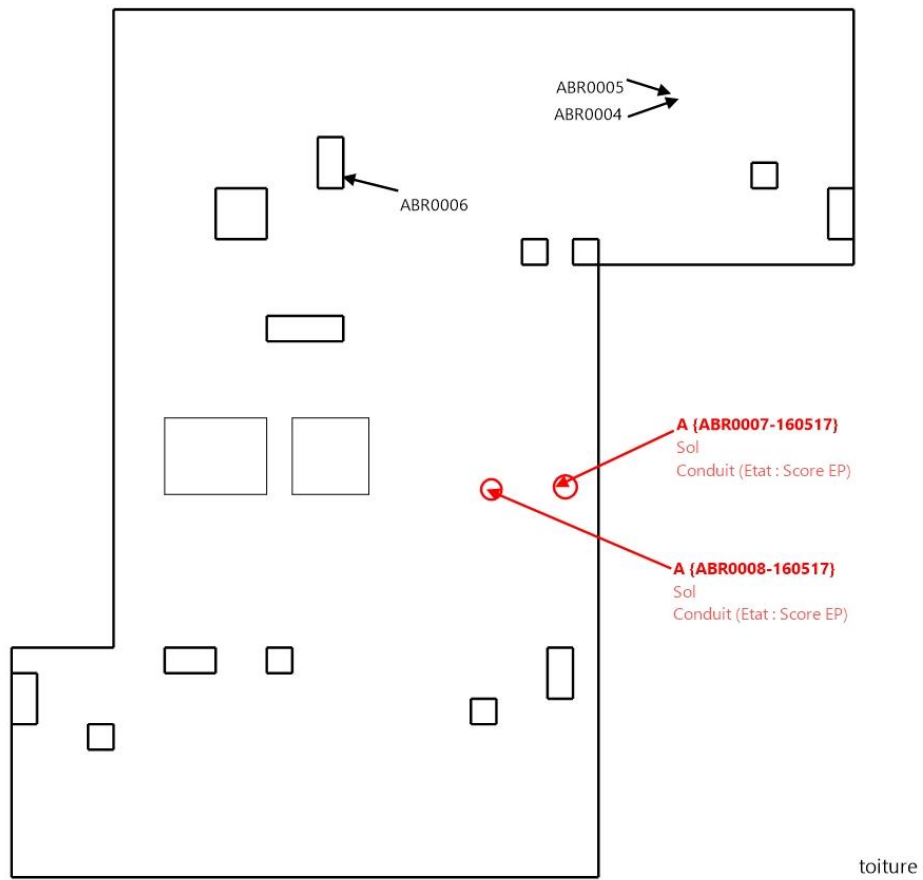 ABR0005
ABR0004
ABR0006
A {ABR0007-160517}
Sol
Conduit (Etat : Score EP)
A {ABR0008-160517}
Sol
Conduit (Etat : Score EP)
toiture